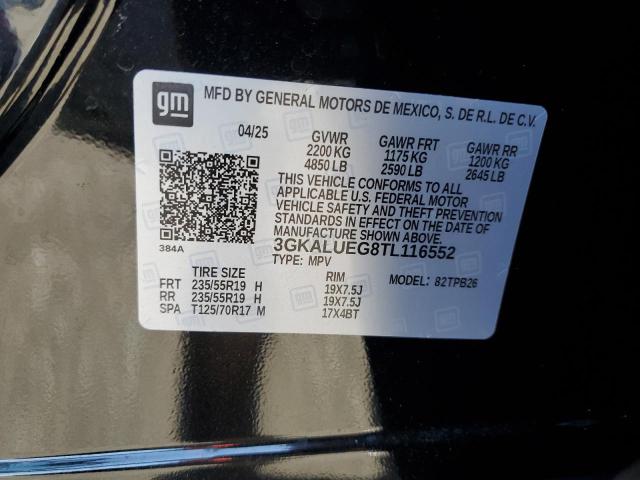 gm MFD BY GENERAL MOTORS DE MEXICO, S. DE R.L. DE C.V.
04/25 GVWR GAWR FRT GAWR RR
2200 KG 1175 KG 1200 KG
4850 LB 2590 LB 2645 LB
THIS VEHICLE CONFORMS TO ALL
APPLICABLE U.S. FEDERAL MOTOR
VEHICLE SAFETY AND THEFT PREVENTION
STANDARDS IN EFFECT ON THE DATE OF
MANUFACTURE SHOWN ABOVE.
384A 3GKALUEG8TL116552
TYPE: MPV
TIRE SIZE RIM MODEL: 82TPB26
FRT 235/55R19 H 19X7.5J
RR 235/55R19 H 19X7.5J
SPA T125/70R17 M 17X4BT